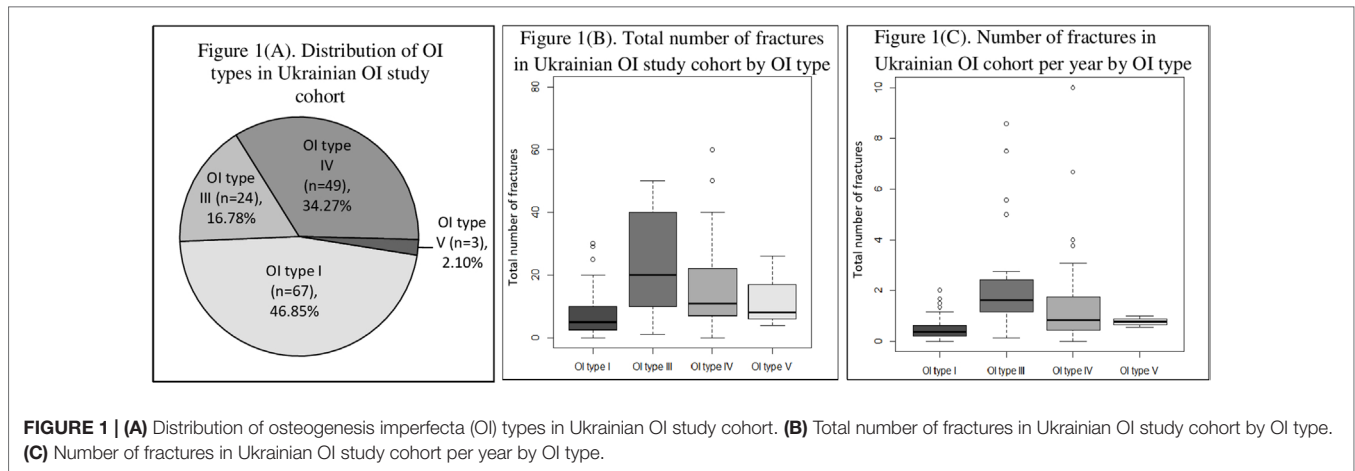 Figure 1(A). Distribution of OI
types in Ukrainian OI study
cohort
OI type
IV
(n=49),
34.27%
OI type
III (n=24),
16.78%
OI type
V (n=3),
2.10%
OI type I
(n=67),
46.85%
Figure 1(B). Total number of fractures
in Ukrainian OI study cohort by OI type
Total number of fractures
80
60
40
20
0
OI type I
OI type III
OI type IV
OI type V
Figure 1(C). Number of fractures in
Ukrainian OI cohort per year by OI type
Total number of fractures
10
8
6
4
2
0
OI type I
OI type III
OI type IV
OI type V
FIGURE 1 | (A) Distribution of osteogenesis imperfecta (OI) types in Ukrainian OI study cohort. (B) Total number of fractures in Ukrainian OI study cohort by OI type.
(C) Number of fractures in Ukrainian OI study cohort per year by OI type.